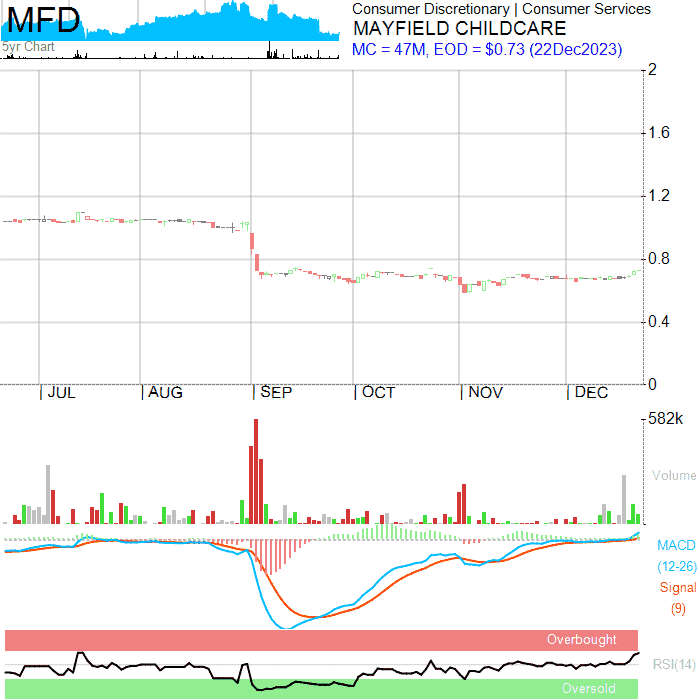 MFD
5yr Chart
Consumer Discretionary | Consumer Services
MAYFIELD CHILDCARE
MC = 47M, EOD = $0.73 (22Dec2023)
2
1.6
1.2
0.8
0.4
0
| JUL | AUG | SEP | OCT | NOV | DEC
582k
Volume
MACD
(12-26)
Signal
(9)
Overbought
RSI(14)
Oversold